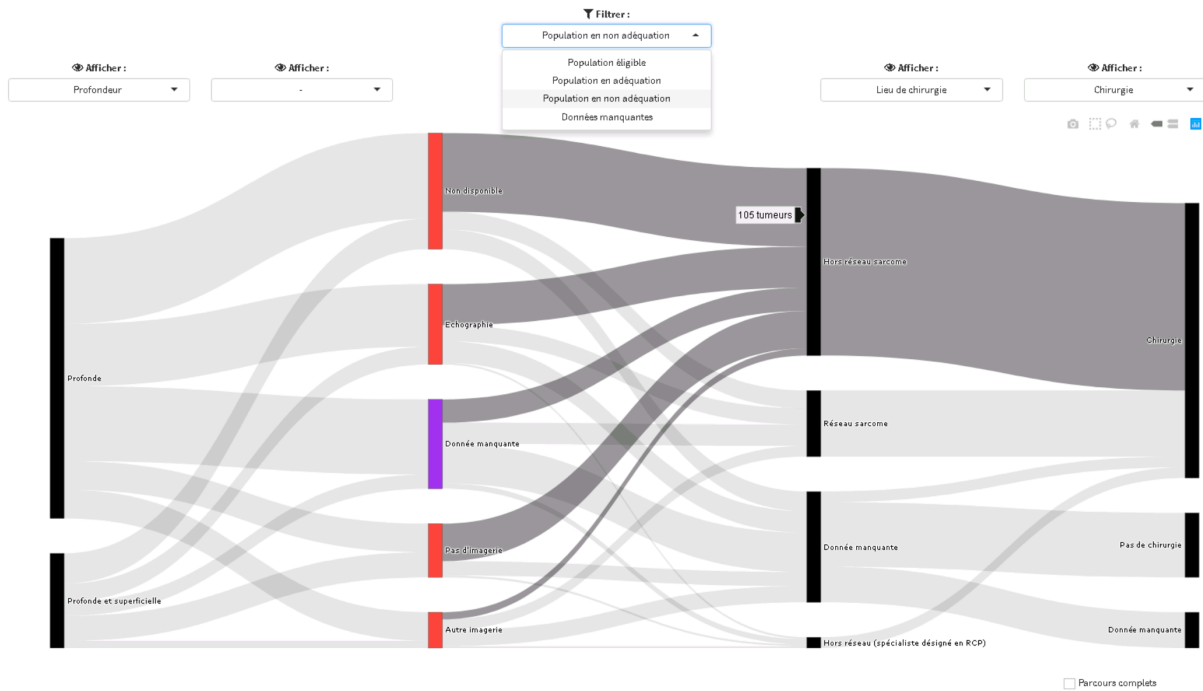 Filtrer :
Population en non adéquation
Population éligible
Population en adéquation
Population en non adéquation
Données manquantes
Afficher :
Afficher :
Afficher :
Afficher :
Profondeur
-
Lieu de chirurgie
Chirurgie
Non disponible
105 tumeurs
Hors réseau sarcome
Echographie
Chirurgie
Profonde
Réseau sarcome
Donnée manquante
Pas d'imagerie
Donnée manquante
Pas de chirurgie
Profonde et superficielle
Autre imagerie
Donnée manquante
Hors réseau (spécialiste désigné en RCP)
Parcours complets